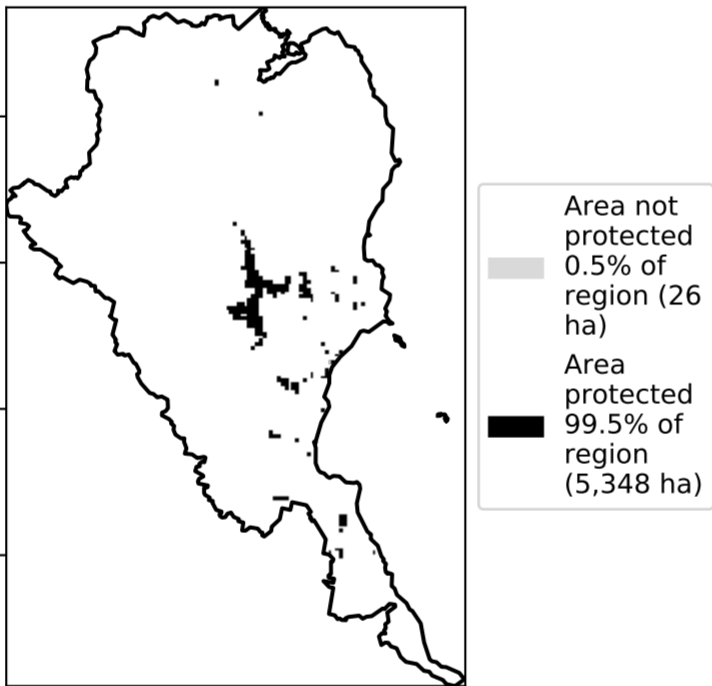 Area not
protected
0.5% of
region (26
ha)
Area
protected
99.5% of
region
(5,348 ha)